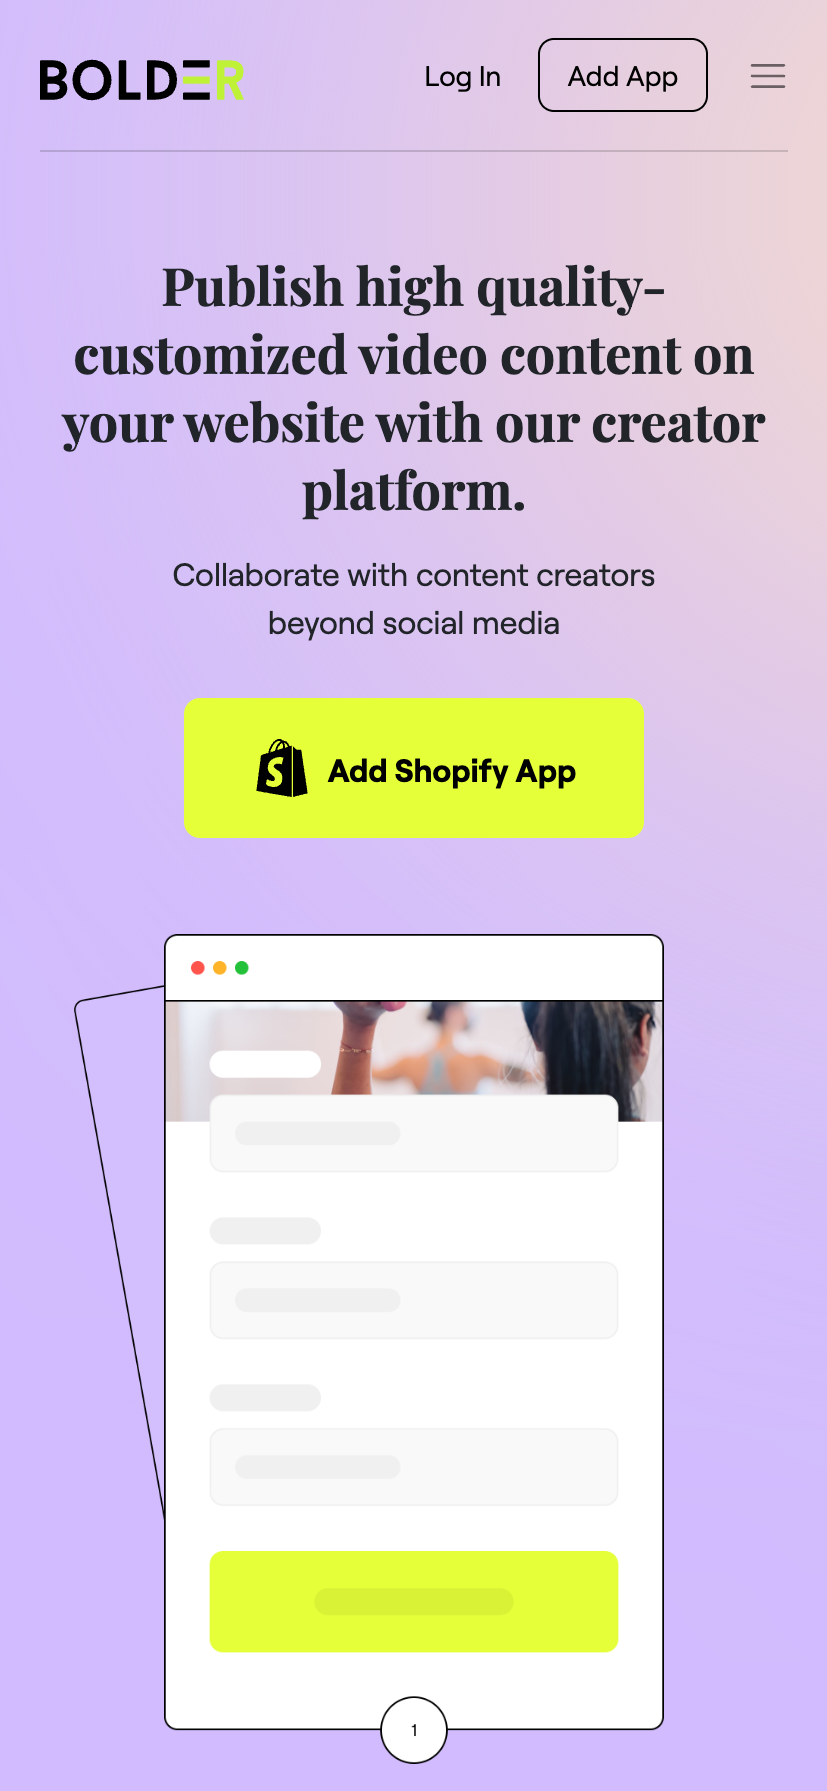 BOLDER
Log In
Add App
Publish high quality-
customized video content on
your website with our creator
platform.
Collaborate with content creators
beyond social media
Add Shopify App
1